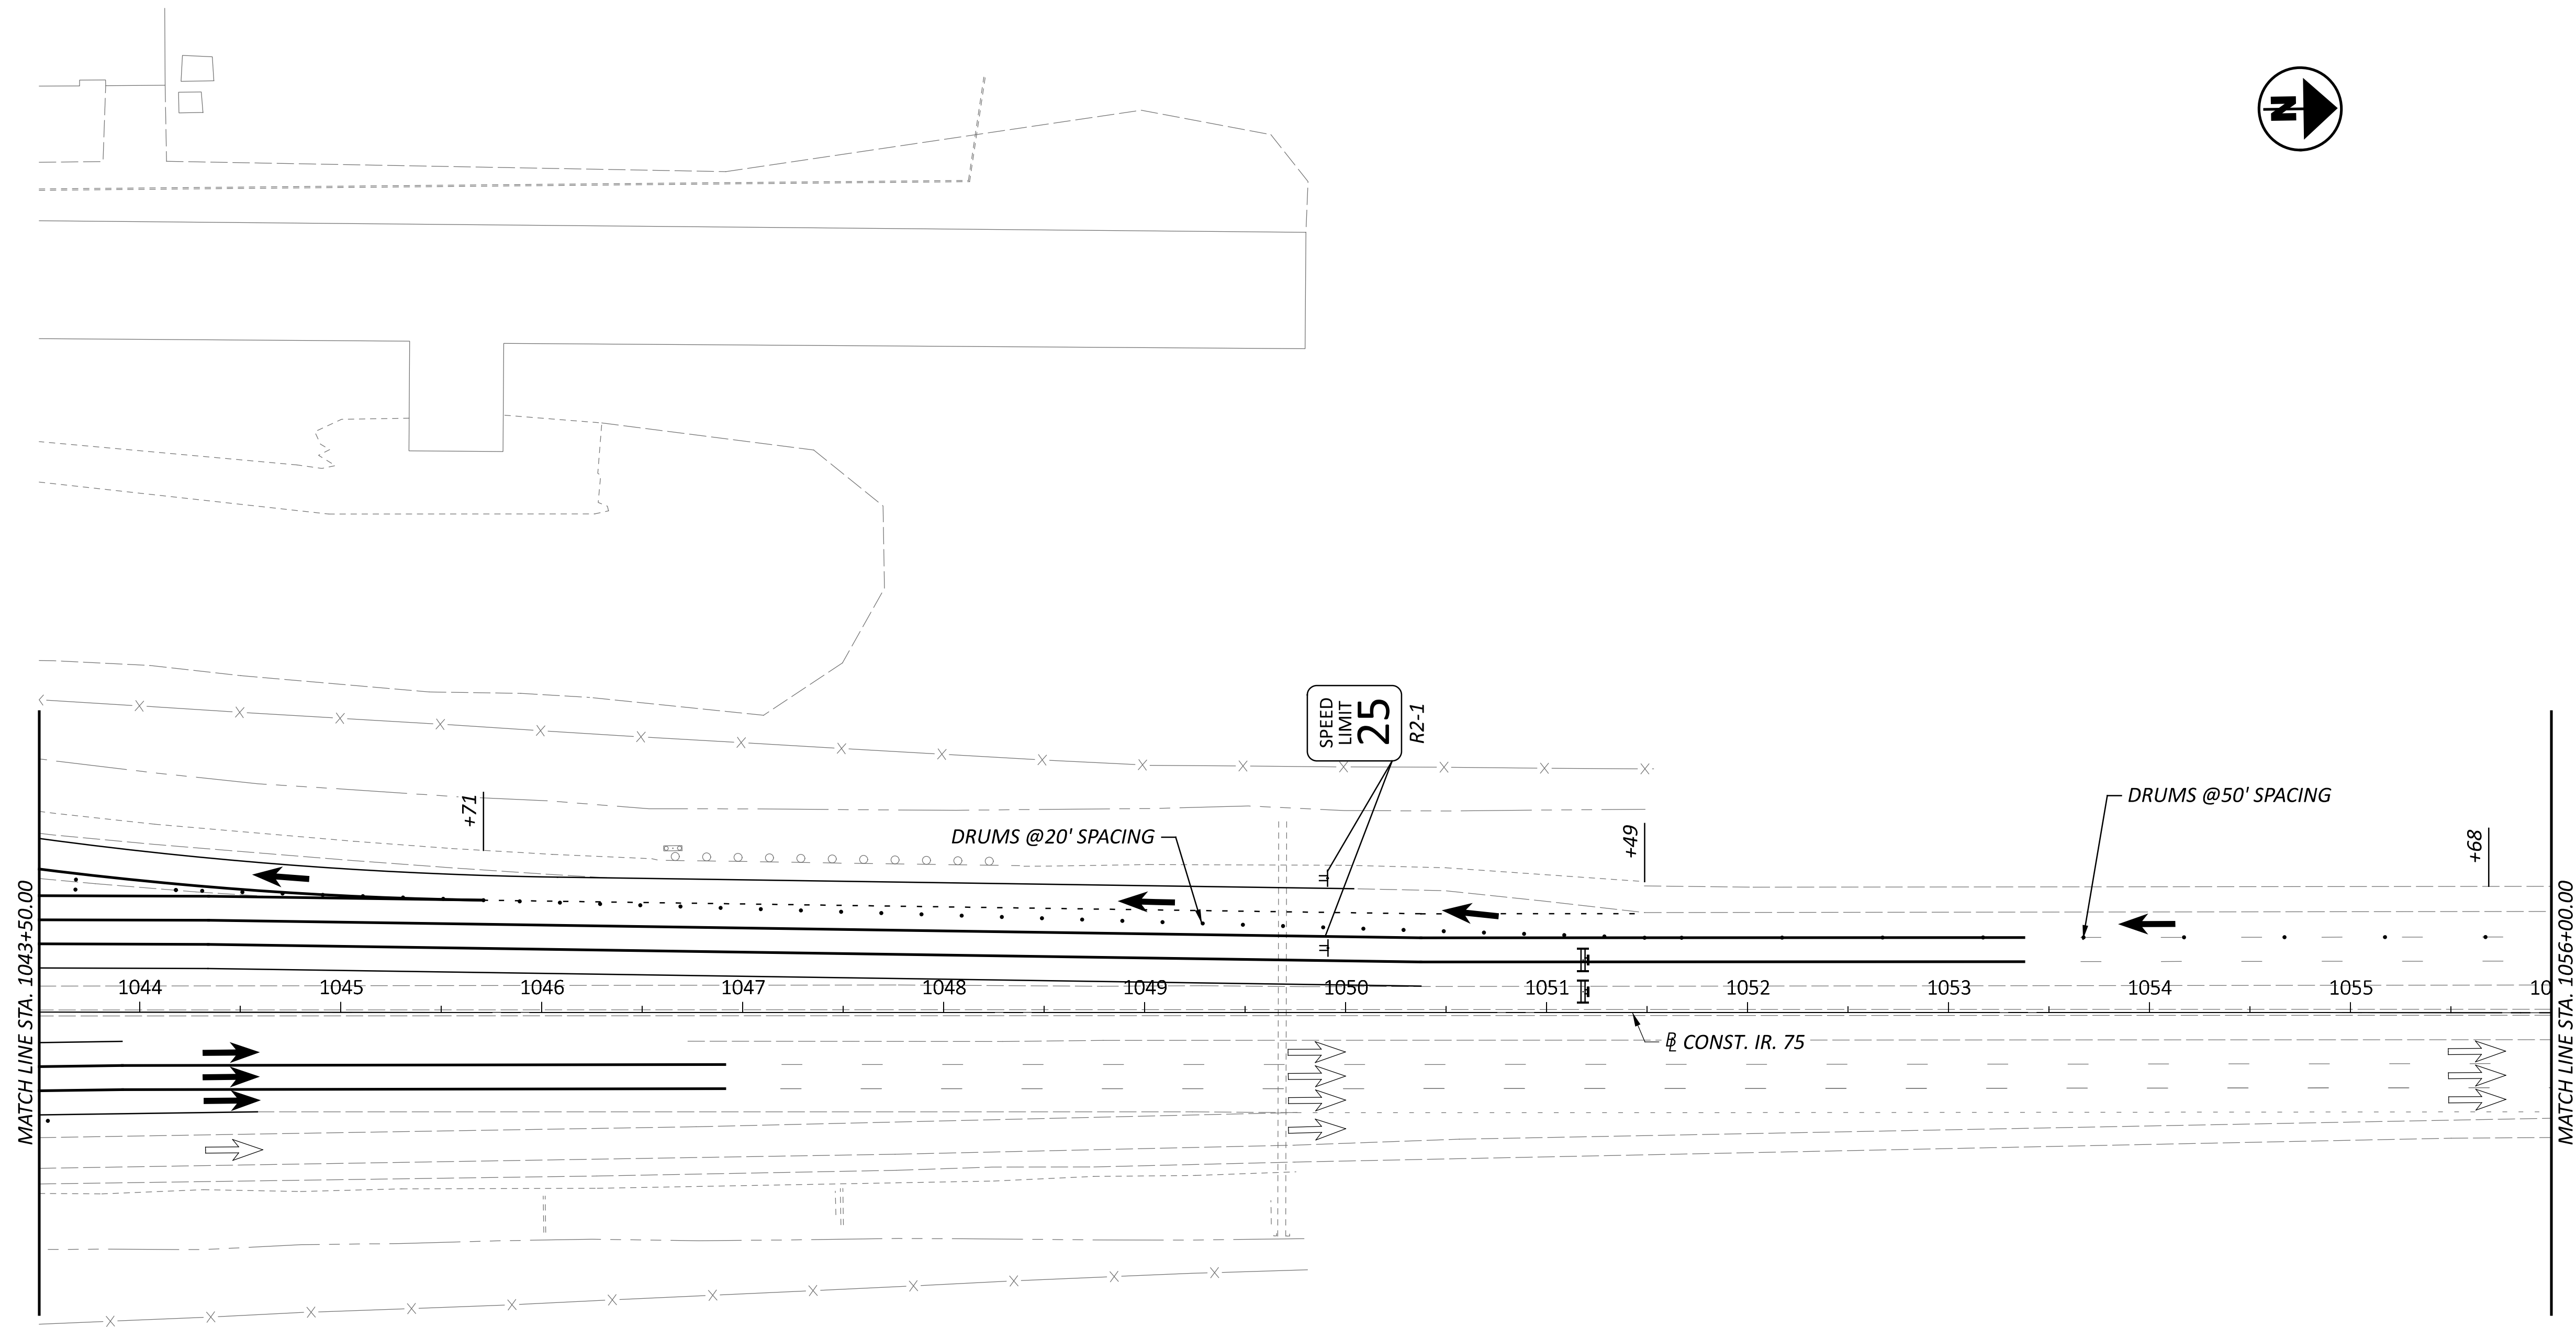 N
SPEED
LIMIT
25
R2-1
+71
DRUMS @20' SPACING
+49
DRUMS @50' SPACING
+68
MATCH LINE STA. 1043+50.00
1044
1045
1046
1047
1048
1049
1050
1051
1052
1053
1054
1055
10
BL CONST. IR. 75
MATCH LINE STA. 1056+00.00